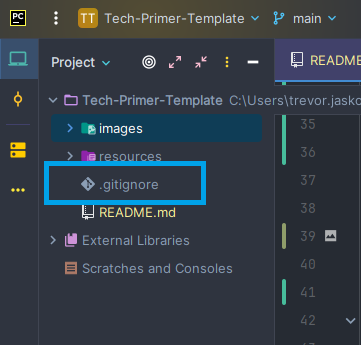 PC
TT Tech-Primer-Template main
Project
README
Tech-Primer-Template C:\Users\trevor.jask
images
resources
.gitignore
README.md
External Libraries
Scratches and Consoles
35
36
37
38
39
40
41
42